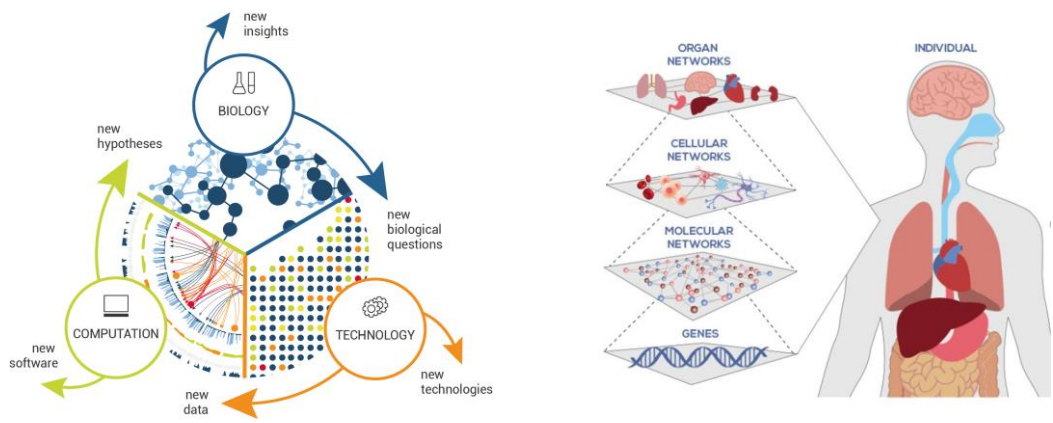 new
insights
BIOLOGY
new
hypotheses
new
biological
questions
COMPUTATION
TECHNOLOGY
new
software
new
technologies
new
data
ORGAN
NETWORKS
INDIVIDUAL
CELLULAR
NETWORKS
MOLECULAR
NETWORKS
GENES